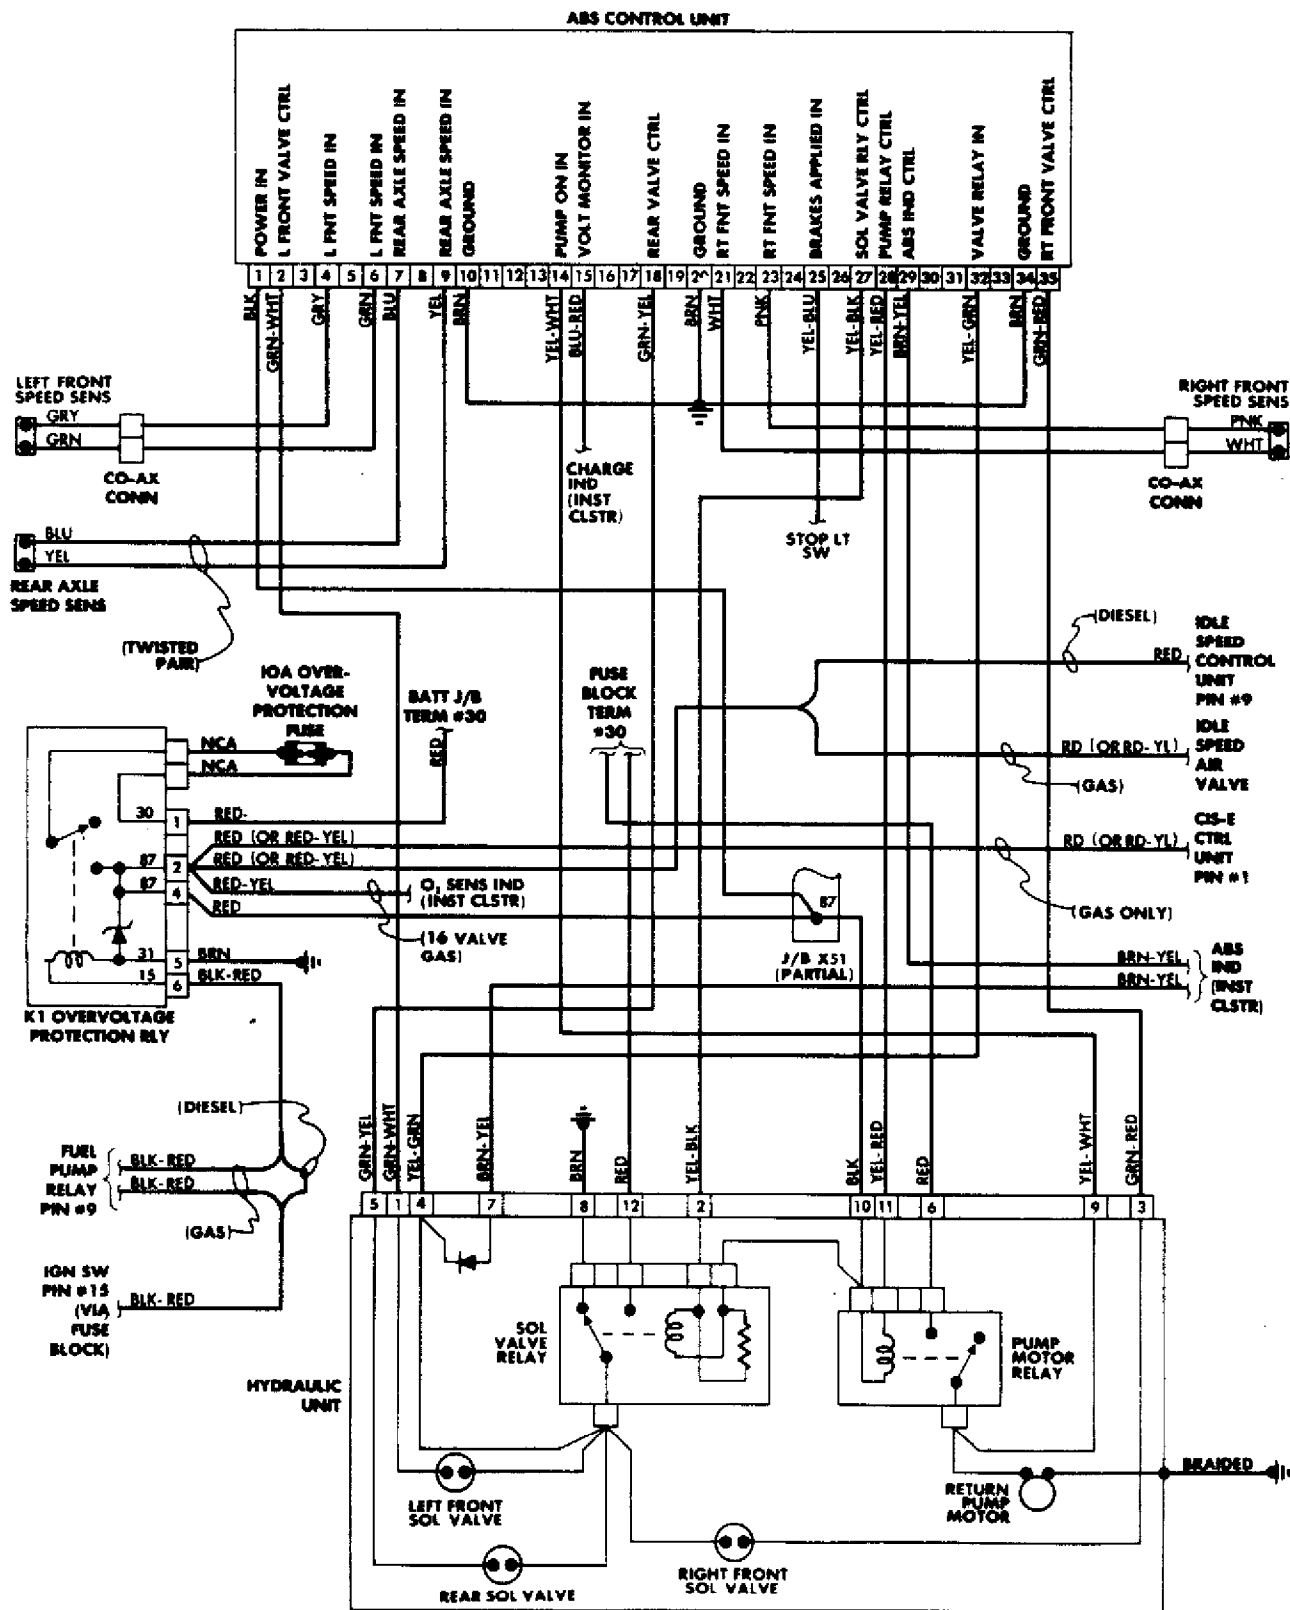 ABS CONTROL UNIT
POWER IN
L FRONT VALVE CTRL
L FNT SPEED IN
L FNT SPEED IN
REAR AXLE SPEED IN
REAR AXLE SPEED IN
GROUND
PUMP ON IN
VOLT MONITOR IN
REAR VALVE CTRL
GROUND
RT FNT SPEED IN
RT FNT SPEED IN
BRAKES APPLIED IN
SOL VALVE RLY CTRL
PUMP RELAY CTRL
ABS IND CTRL
VALVE RELAY IN
GROUND
RT FRONT VALVE CTRL
1 2 3 4 5 6 7 8 9 10 11 12 13 14 15 16 17 18 19 20 21 22 23 24 25 26 27 28 29 30 31 32 33 34 35
BLK
GRN-WHT
GRY
GRN
BLU
YEL
BRN
YEL-WHT
BLU-RED
GRN-YEL
BRN
WHT
PNK
YEL-BLU
YEL-BLK
YEL-RED
BRN-YEL
YEL-GRN
BRN
GRN-RED
LEFT FRONT
SPEED SENS
GRY
GRN
CO-AX
CONN
RIGHT FRONT
SPEED SENS
PNK
WHT
CO-AX
CONN
CHARGE
IND
(INST
CLSTR)
STOP LT
SW
BLU
YEL
REAR AXLE
SPEED SENS
(TWISTED
PAIR)
10A OVER-
VOLTAGE
PROTECTION
FUSE
BATT J/B
TERM #30
RED
FUSE
BLOCK
TERM
#30
(DIESEL)
RED
IDLE
SPEED
CONTROL
UNIT
PIN #9
RD (OR RD-YL)
(GAS)
IDLE
SPEED
AIR
VALVE
RD (OR RD-YL)
(GAS ONLY)
CIS-E
CTRL
UNIT
PIN #1
NCA
NCA
30 1 RED-
RED (OR RED-YEL)
87 2 RED (OR RED-YEL)
87 4 RED-YEL
RED
O2 SENS IND
(INST CLSTR)
(16 VALVE
GAS)
31 5 BRN
15 6 BLK-RED
K1 OVERVOLTAGE
PROTECTION RLY
87
J/B X51
(PARTIAL)
BRN-YEL
BRN-YEL
ABS
IND
(INST
CLSTR)
(DIESEL)
FUEL
PUMP
RELAY
PIN #9
BLK-RED
BLK-RED
(GAS)
IGN SW
PIN #15
(VIA
FUSE
BLOCK)
BLK-RED
GRN-YEL
GRN-WHT
YEL-GRN
BRN-YEL
BRN
RED
YEL-BLK
BLK
YEL-RED
RED
YEL-WHT
GRN-RED
5 1 4 7 8 12 2 10 11 6 9 3
SOL
VALVE
RELAY
PUMP
MOTOR
RELAY
HYDRAULIC
UNIT
BRAIDED
RETURN
PUMP
MOTOR
LEFT FRONT
SOL VALVE
RIGHT FRONT
SOL VALVE
REAR SOL VALVE